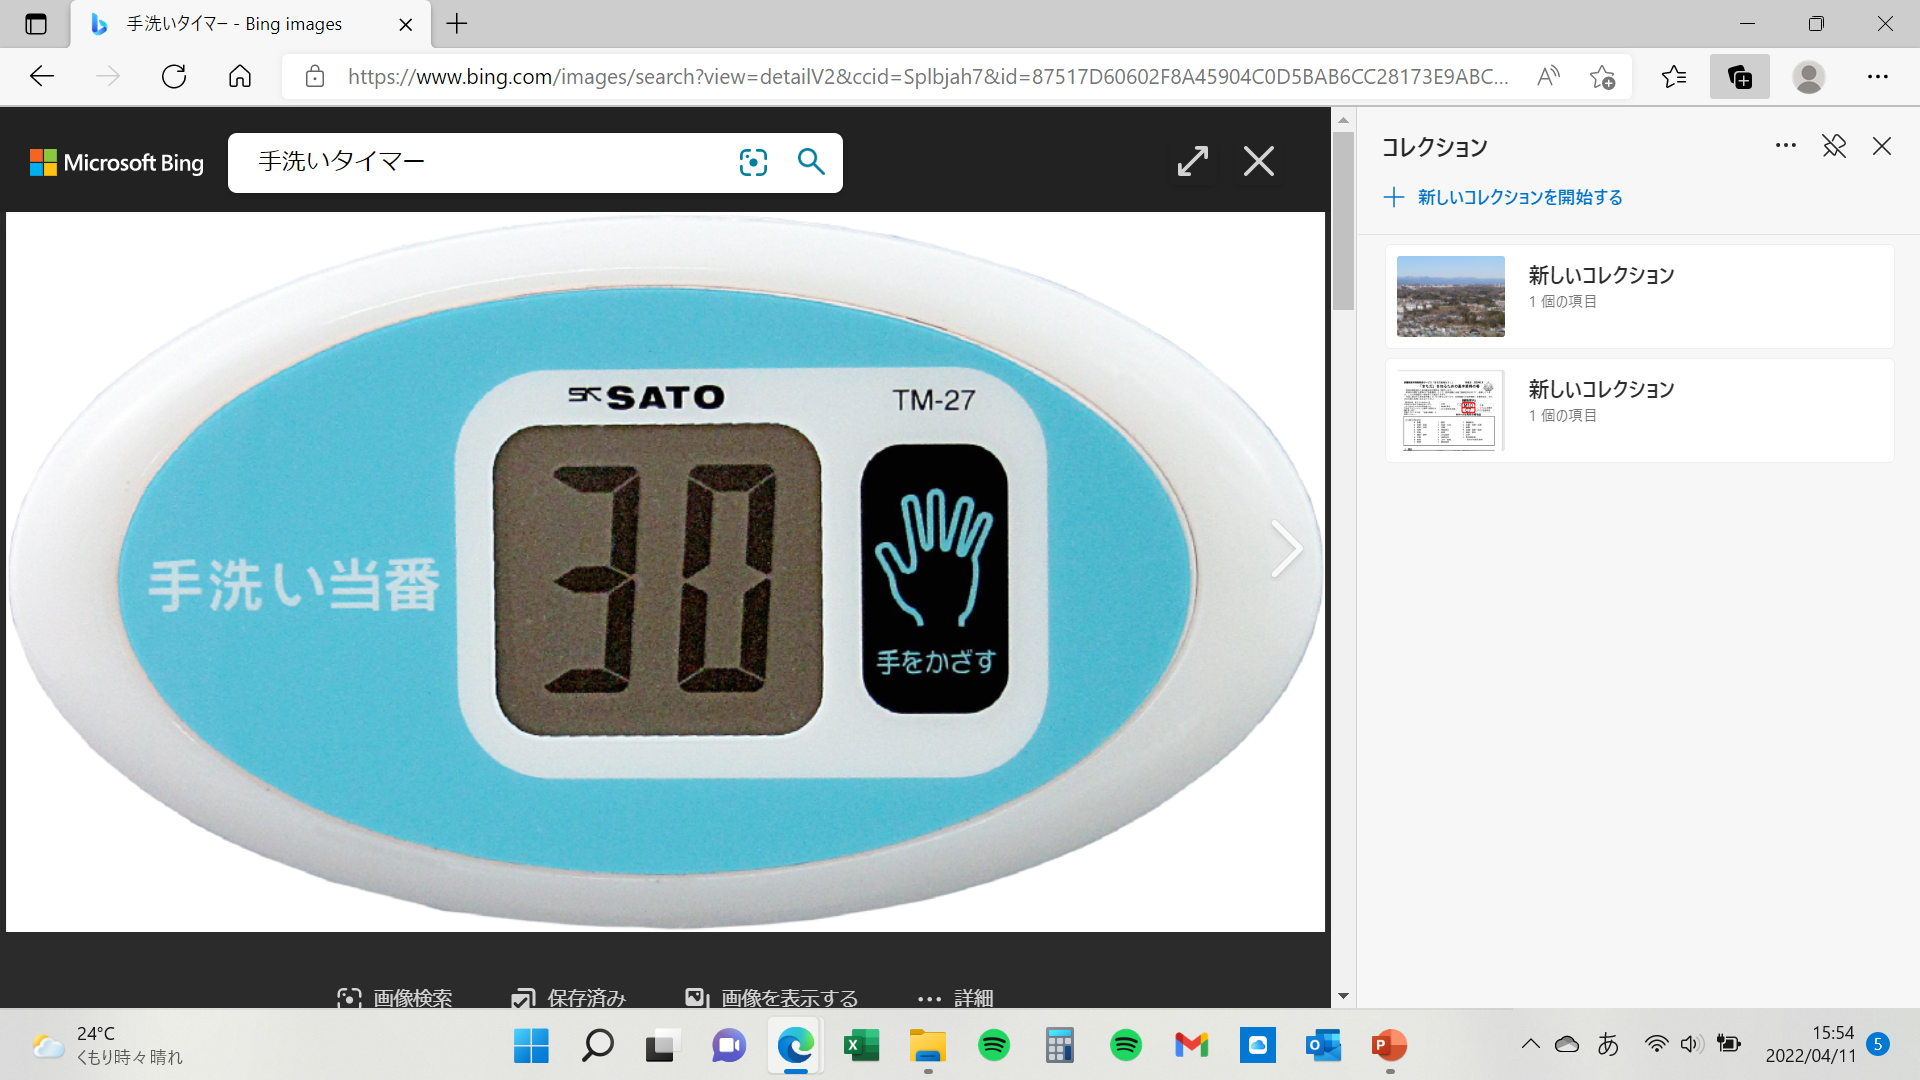 手洗いタイマー - Bing images
https://www.bing.com/images/search?view=detailV2&ccid=Splbjah7&id=87517D60602F8A45904C0D5BAB6CC28173E9ABC...
Microsoft Bing
手洗いタイマー
SK SATO
TM-27
30
手洗い当番
手をかざす
画像検索
保存済み
画像を表示する
詳細
コレクション
新しいコレクションを開始する
新しいコレクション
1 個の項目
新しいコレクション
1 個の項目
24°C
くもり時々晴れ
あ
15:54
2022/04/11
5